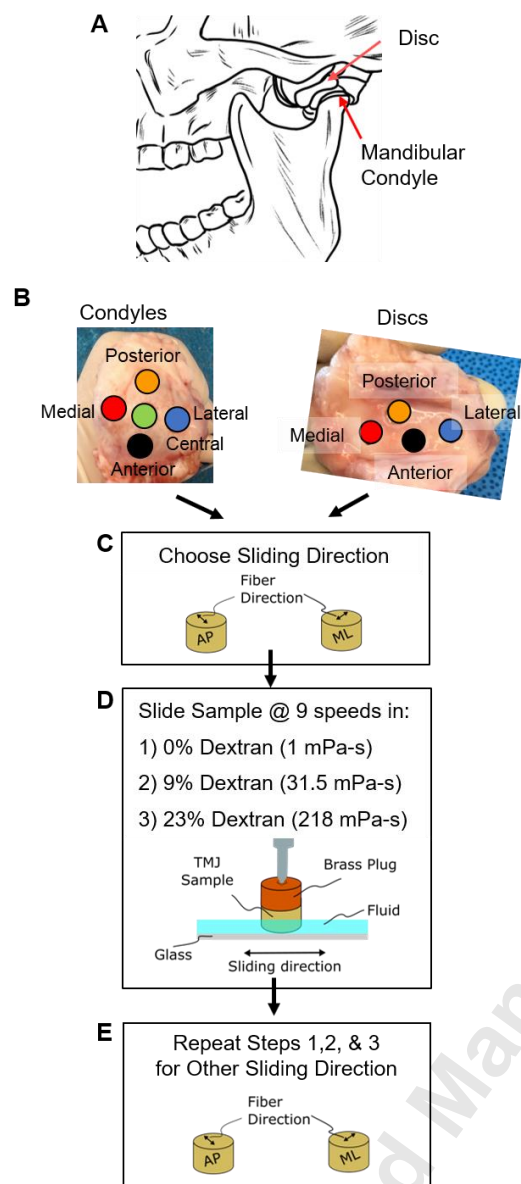 A
Disc
Mandibular
Condyle
B
Condyles
Discs
Posterior
Medial
Lateral
Central
Anterior
Posterior
Lateral
Medial
Anterior
C
Choose Sliding Direction
Fiber
Direction
AP
ML
D
Slide Sample @ 9 speeds in:
1) 0% Dextran (1 mPa-s)
2) 9% Dextran (31.5 mPa-s)
3) 23% Dextran (218 mPa-s)
TMJ
Sample
Brass Plug
Fluid
Glass
Sliding direction
E
Repeat Steps 1,2, & 3
for Other Sliding Direction
Fiber
Direction
AP
ML